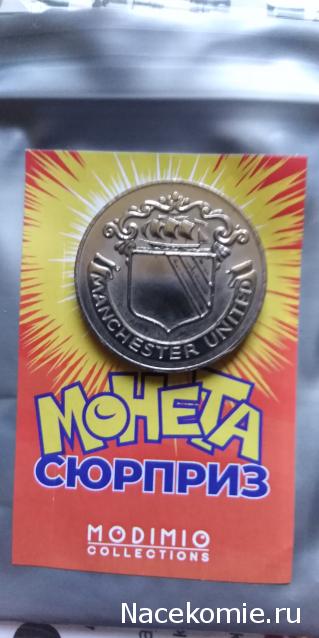 MANCHESTER UNITED
МОНЕТА
СЮРПРИЗ
MODIMIO
COLLECTIONS
Nacekomie.ru